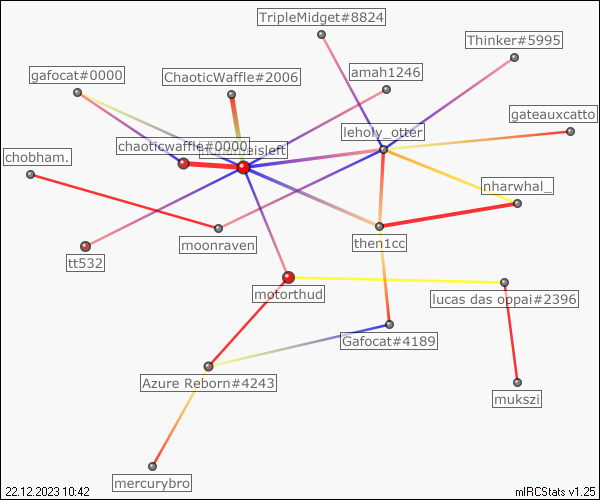 TripleMidget#8824
Thinker#5995
gafocat#0000
ChaoticWaffle#2006
amah1246
gateauxcatto
leholy_otter
chaoticwaffle#0000
chobham.
nharwhal_
moonraven
then1cc
tt532
motorthud
lucas das oppai#2396
Gafocat#4189
Azure Reborn#4243
mukszi
mercurybro
22.12.2023 10:42
mIRCStats v1.25